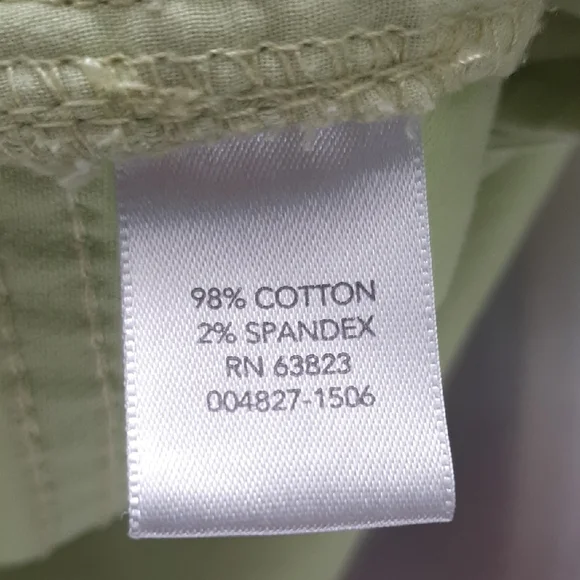 98% COTTON
2% SPANDEX
RN 63823
004827-1506